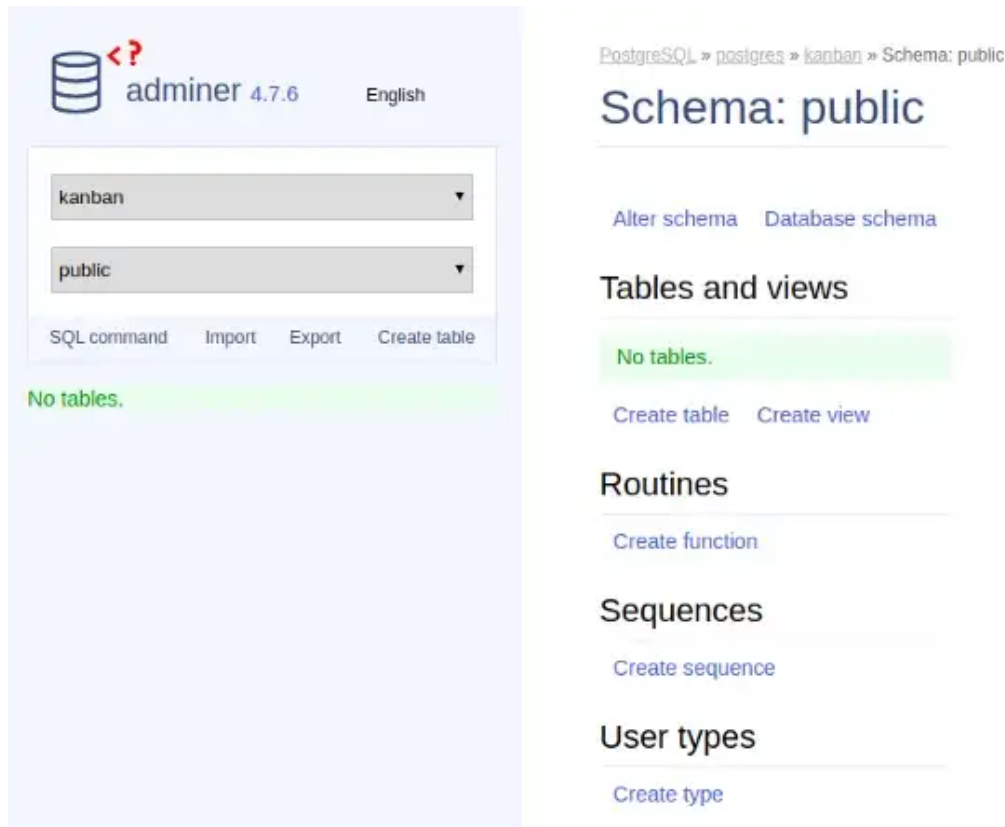 <?
adminer 4.7.6 English
kanban
public
SQL command Import Export Create table
No tables.
PostgreSQL » postgres » kanban » Schema: public
Schema: public
Alter schema Database schema
Tables and views
No tables.
Create table Create view
Routines
Create function
Sequences
Create sequence
User types
Create type